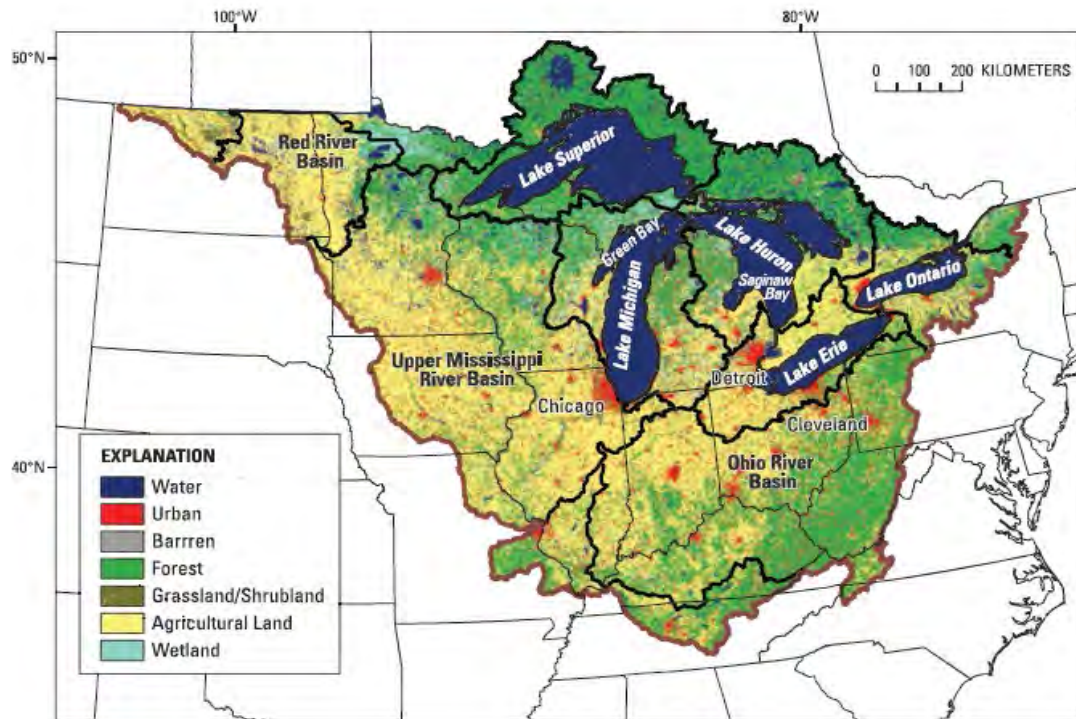 100°W
80°W
50°N
0 100 200 KILOMETERS
Red River
Basin
Lake Superior
Green Bay
Lake Huron
Saginaw
Bay
Lake Ontario
Lake Michigan
Lake Erie
Upper Mississippi
River Basin
Detroit
Chicago
Cleveland
Ohio River
Basin
40°N
EXPLANATION
Water
Urban
Barrren
Forest
Grassland/Shrubland
Agricultural Land
Wetland